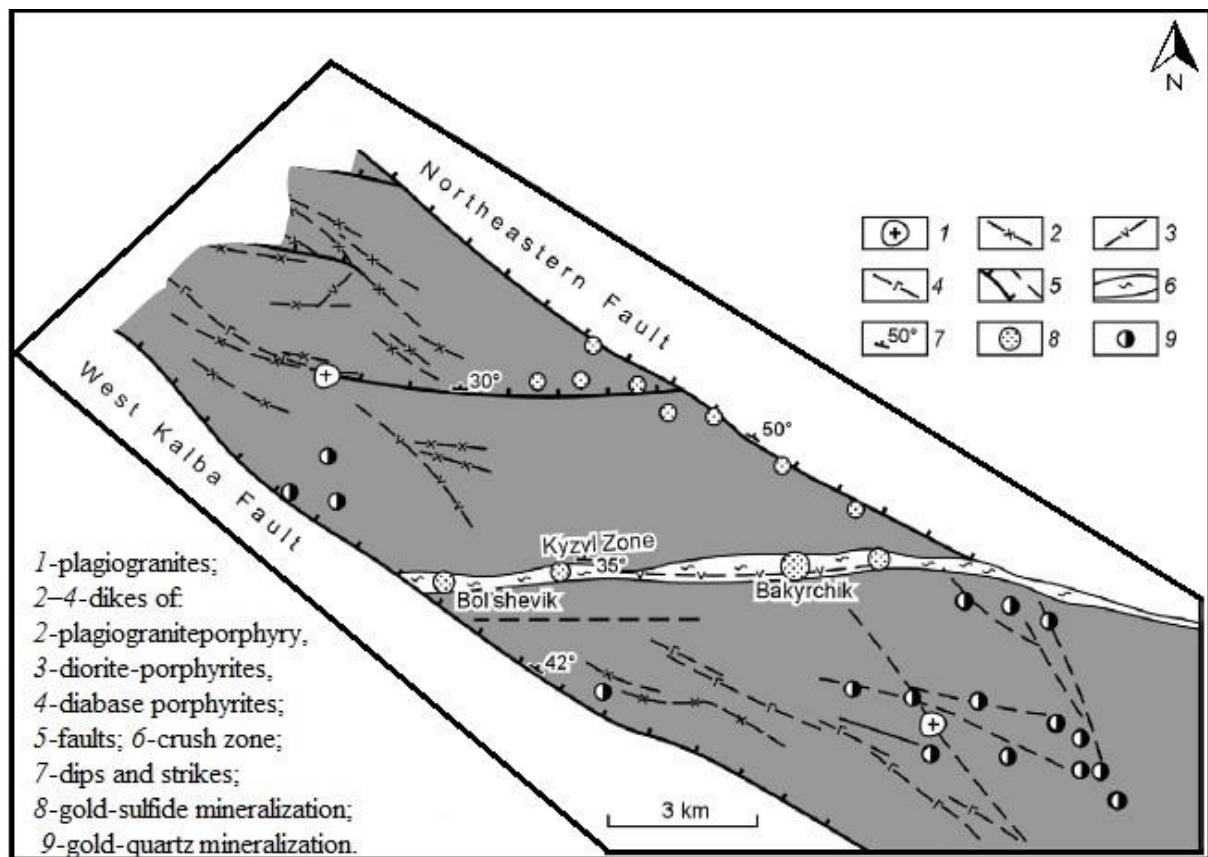 N
Northeastern Fault
1
2
3
4
5
6
50°
7
8
9
30°
50°
West Kalba Fault
Kyzyl Zone
35°
Bol'shevik
Bakyrchik
42°
3 km
1-plagiogranites;
2–4-dikes of:
2-plagiograniteporphyry,
3-diorite-porphyrites,
4-diabase porphyrites;
5-faults; 6-crush zone;
7-dips and strikes;
8-gold-sulfide mineralization;
9-gold-quartz mineralization.